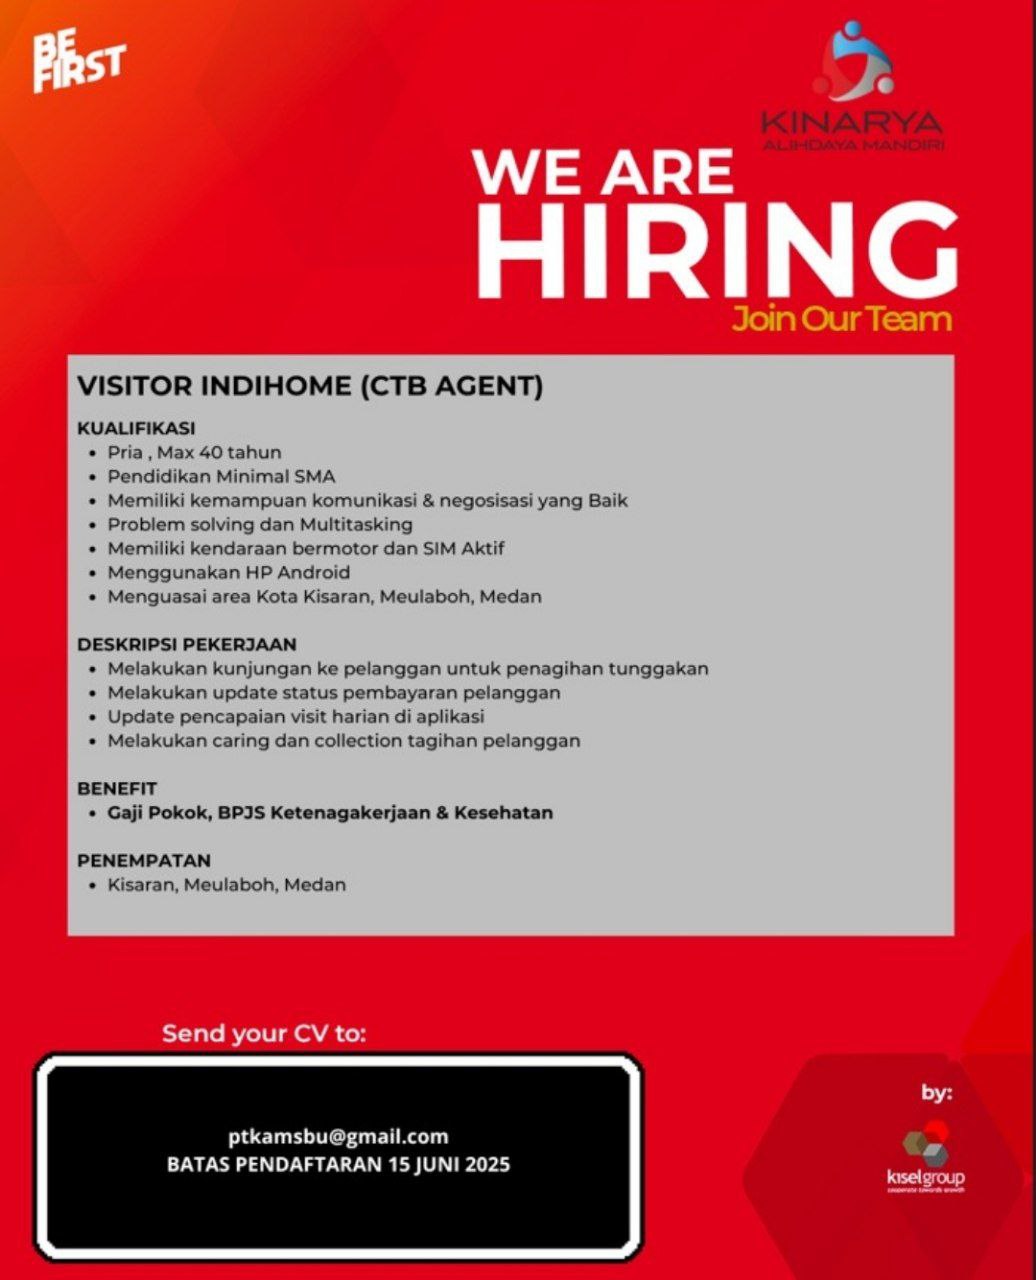 BE
FIRST
KINARYA
ALIHDAYA MANDIRI
WE ARE
HIRING
Join Our Team
VISITOR INDIHOME (CTB AGENT)
KUALIFIKASI
• Pria , Max 40 tahun
• Pendidikan Minimal SMA
• Memiliki kemampuan komunikasi & negosisasi yang Baik
• Problem solving dan Multitasking
• Memiliki kendaraan bermotor dan SIM Aktif
• Menggunakan HP Android
• Menguasai area Kota Kisaran, Meulaboh, Medan
DESKRIPSI PEKERJAAN
• Melakukan kunjungan ke pelanggan untuk penagihan tunggakan
• Melakukan update status pembayaran pelanggan
• Update pencapaian visit harian di aplikasi
• Melakukan caring dan collection tagihan pelanggan
BENEFIT
• Gaji Pokok, BPJS Ketenagakerjaan & Kesehatan
PENEMPATAN
• Kisaran, Meulaboh, Medan
Send your CV to:
ptkamsbu@gmail.com
BATAS PENDAFTARAN 15 JUNI 2025
by:
kiselgroup
cooperate towards growth